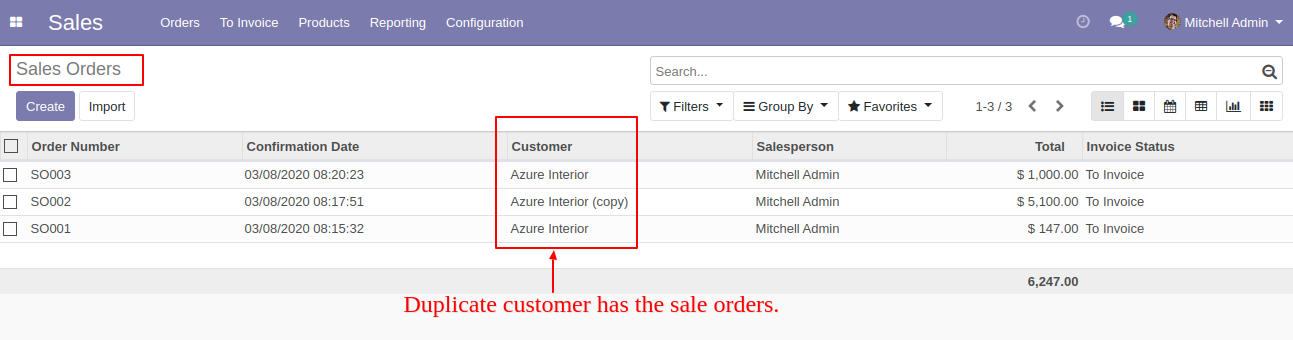 Sales Orders To Invoice Products Reporting Configuration 1 Mitchell Admin
Sales Orders
Search...
Create Import Filters Group By Favorites 1-3 / 3
Order Number Confirmation Date Customer Salesperson Total Invoice Status
SO003 03/08/2020 08:20:23 Azure Interior Mitchell Admin $ 1,000.00 To Invoice
SO002 03/08/2020 08:17:51 Azure Interior (copy) Mitchell Admin $ 5,100.00 To Invoice
SO001 03/08/2020 08:15:32 Azure Interior Mitchell Admin $ 147.00 To Invoice
6,247.00
Duplicate customer has the sale orders.